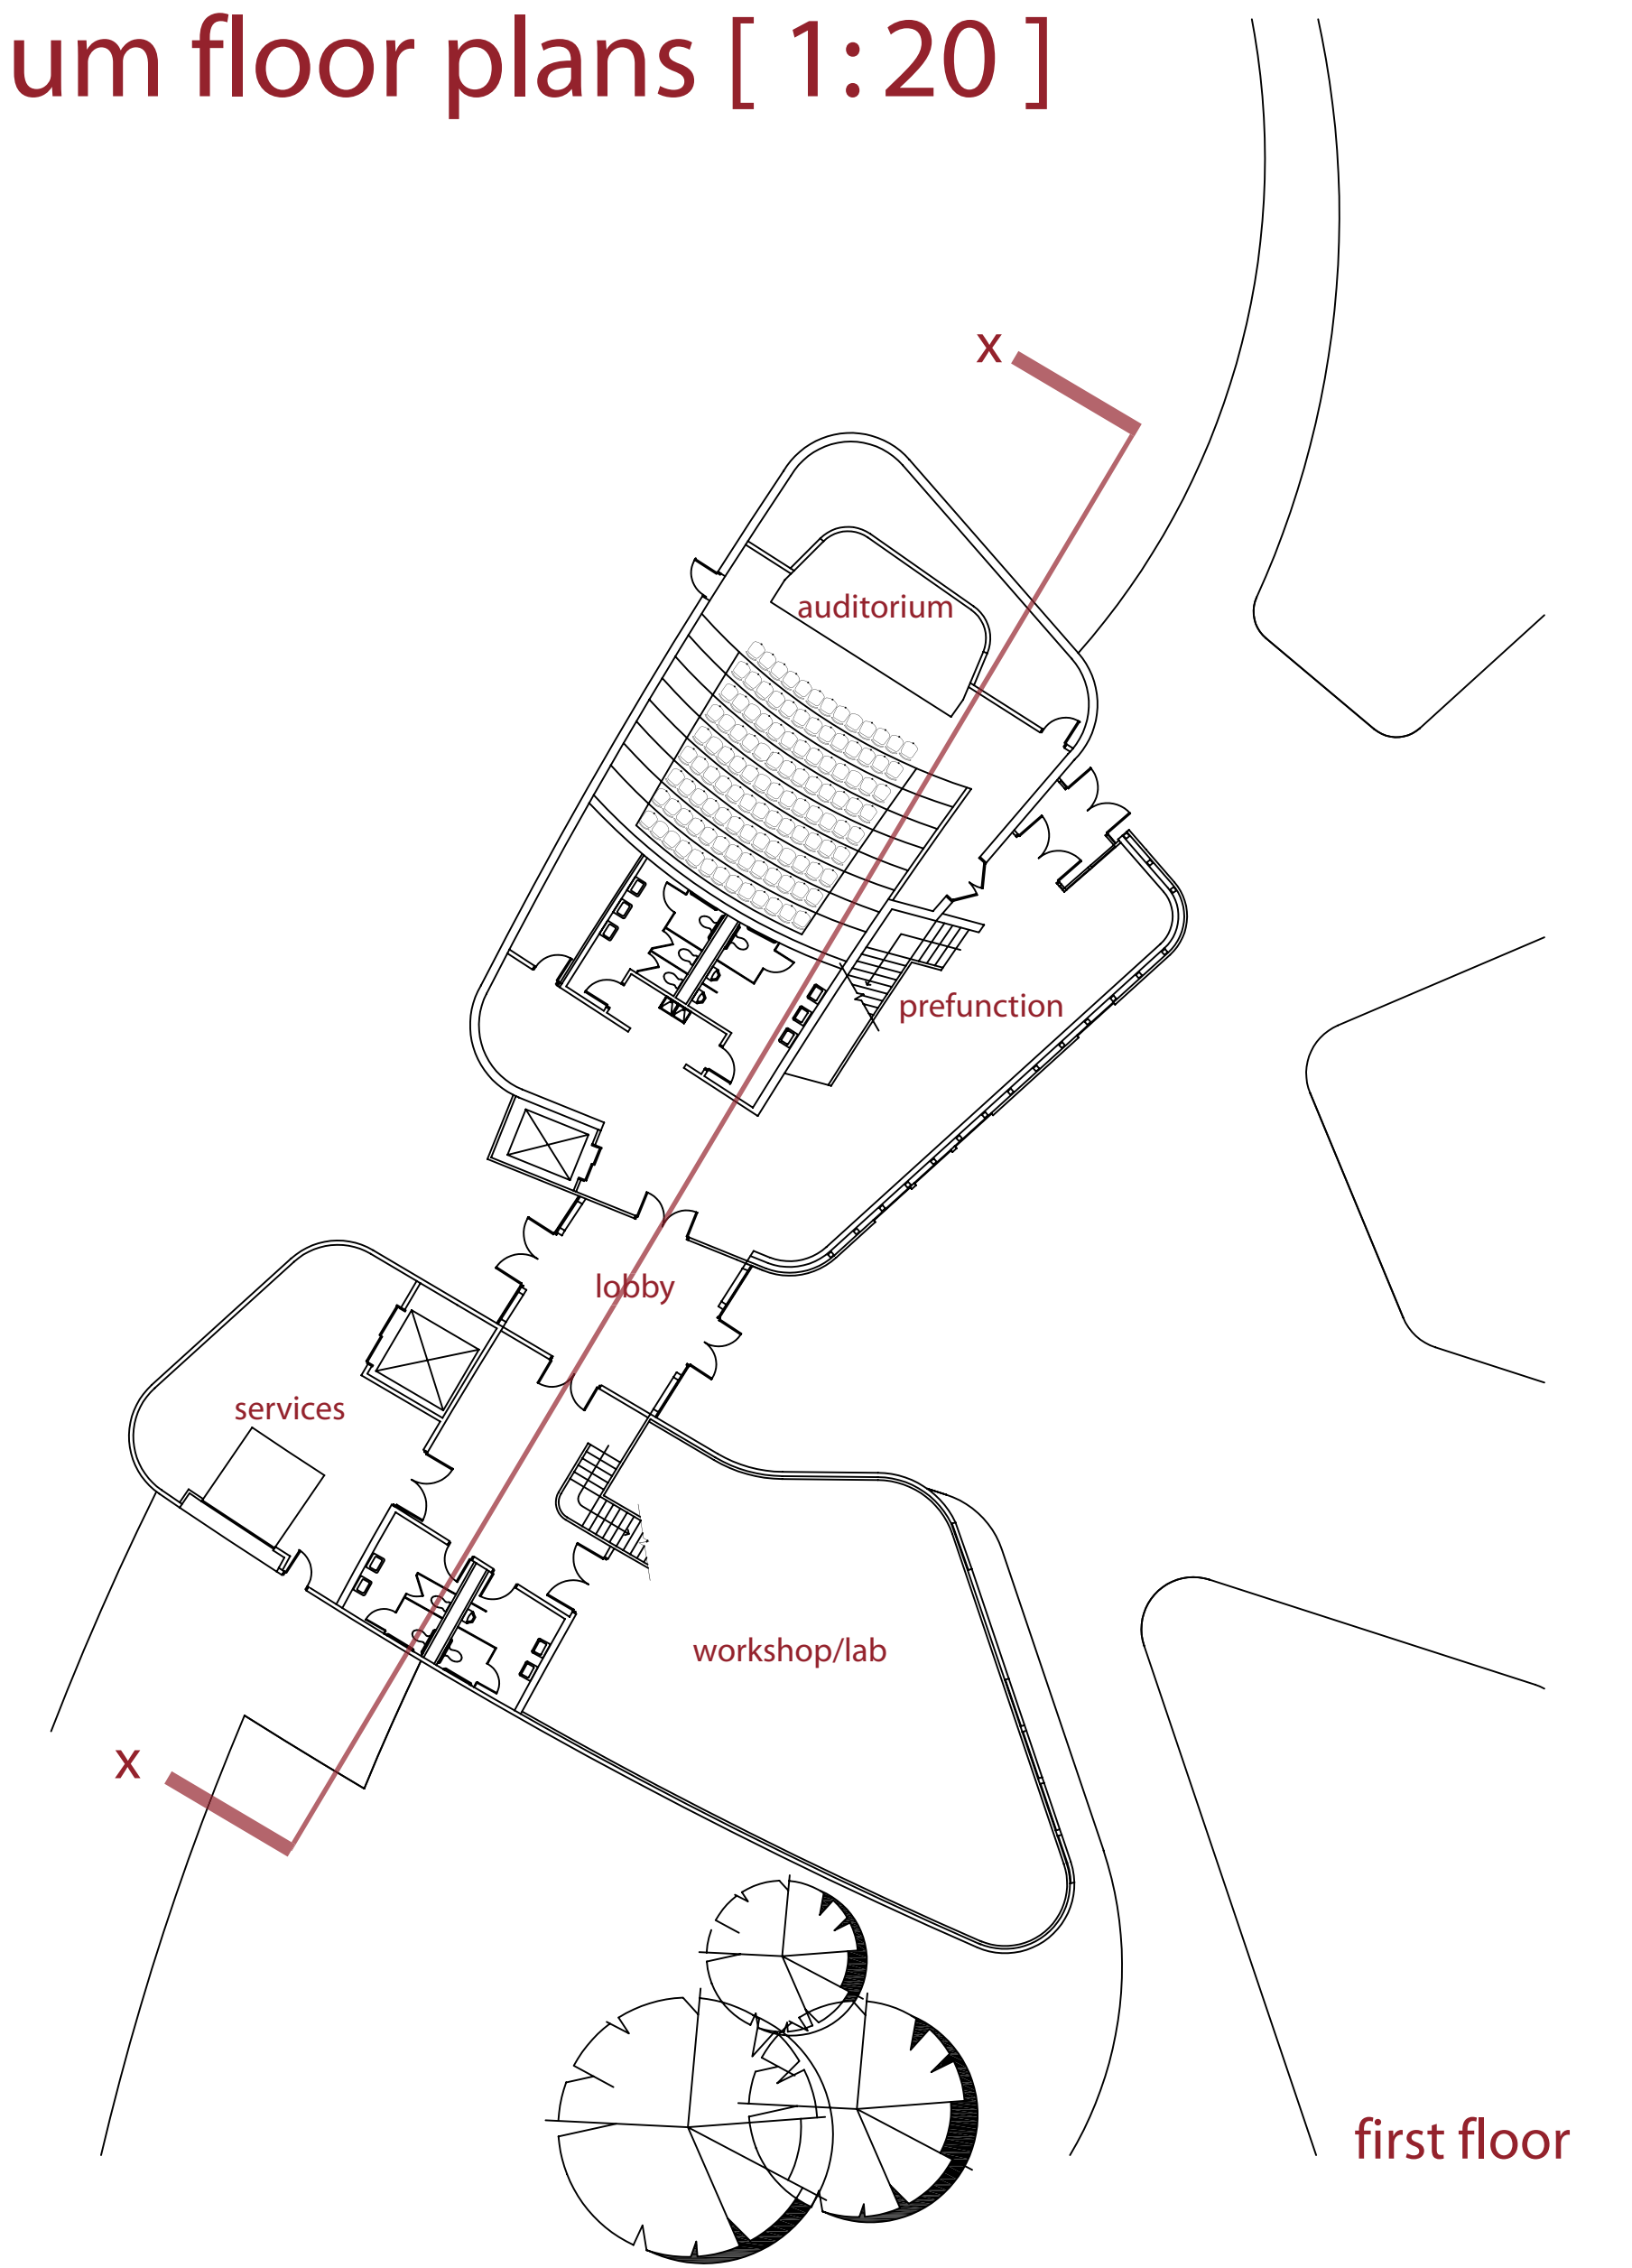 um floor plans [ 1:20 ]
x
auditorium
prefunction
lobby
services
workshop/lab
x
first floor